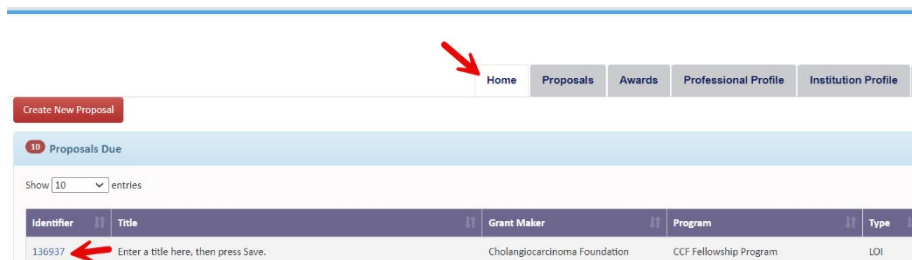 Home Proposals Awards Professional Profile Institution Profile
Create New Proposal
10 Proposals Due
Show 10 entries
Identifier Title Grant Maker Program Type
136937 Enter a title here, then press Save. Cholangiocarcinoma Foundation CCF Fellowship Program LOI